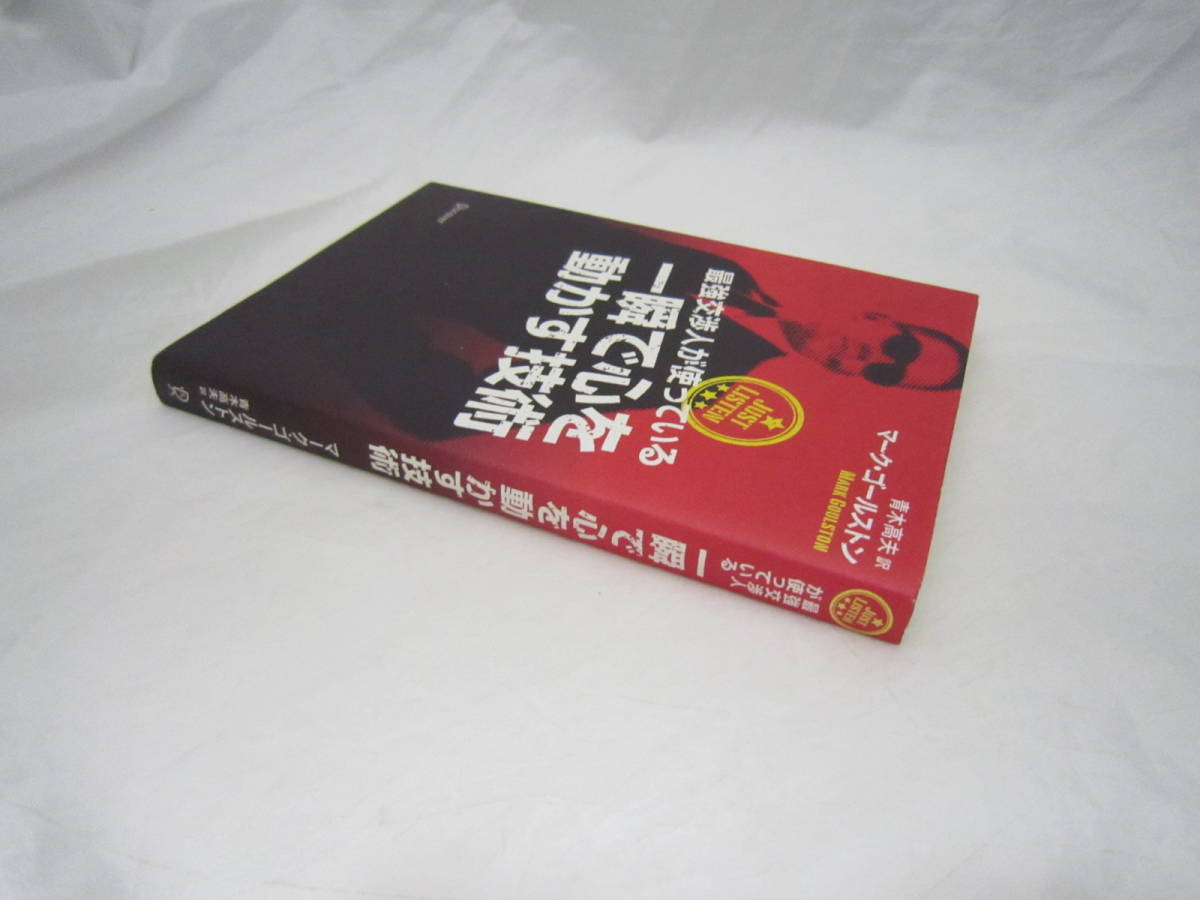 最強交渉人が使っている
一瞬で心を
動かす技術
JUST
LISTEN
マーク・ゴールストン
MARK GOULSTON
青木高夫 訳
Discover
JUST
LISTEN
最強交渉人
が使っている
一瞬で心を動かす技術
マーク・ゴールストン
青木高夫 訳